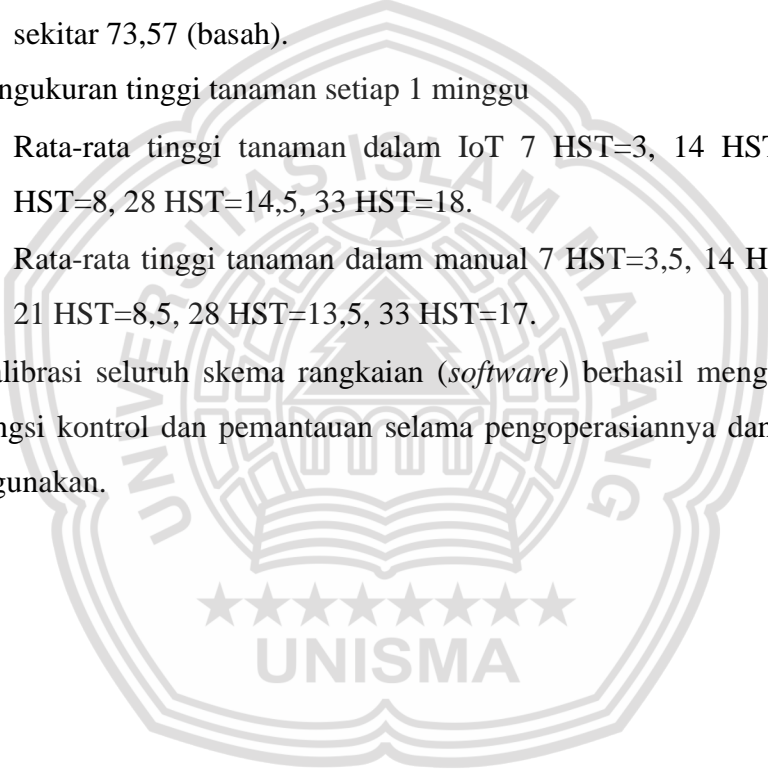 sekitar 73,57 (basah).
ngukuran tinggi tanaman setiap 1 minggu
Rata-rata tinggi tanaman dalam IoT 7 HST=3, 14 HST
HST=8, 28 HST=14,5, 33 HST=18.
Rata-rata tinggi tanaman dalam manual 7 HST=3,5, 14 H
21 HST=8,5, 28 HST=13,5, 33 HST=17.
alibrasi seluruh skema rangkaian (software) berhasil meng
ngsi kontrol dan pemantauan selama pengoperasiannya dan
gunakan.
UNIVERSITAS ISLAM MALANG
UNISMA